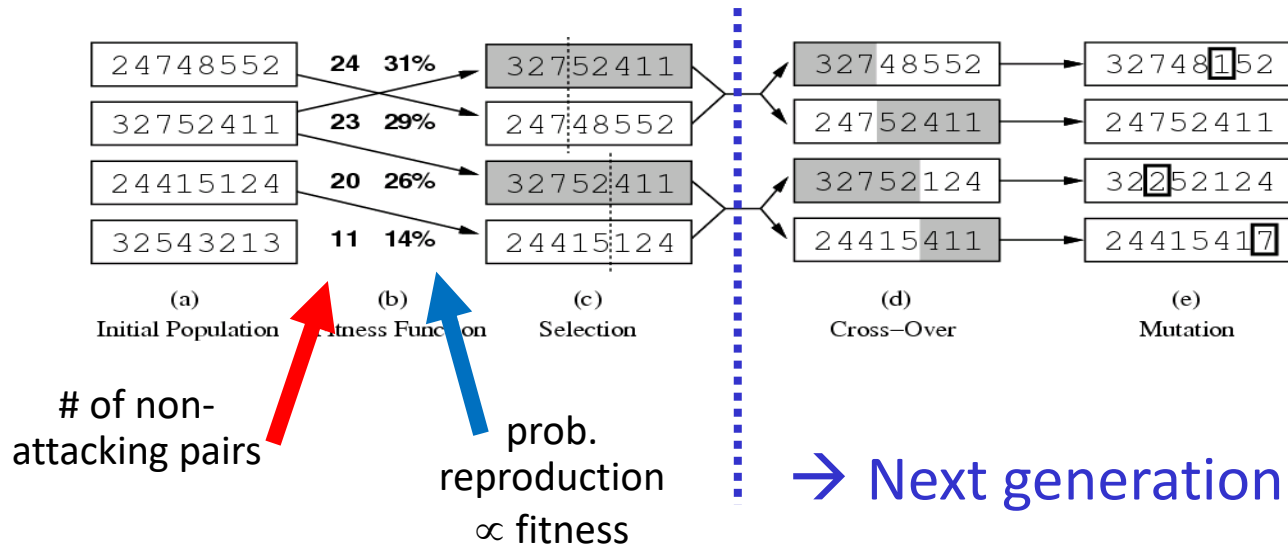 24748552 24 31% 32752411 32748552 32748152
32752411 23 29% 24748552 24752411 24752411
24415124 20 26% 32752411 32752124 32252124
32543213 11 14% 24415124 24415411 24415417
(a) (b) (c) (d) (e)
Initial Population itness Function Selection Cross–Over Mutation
# of non-
attacking pairs
prob.
reproduction
∝ fitness
→ Next generation